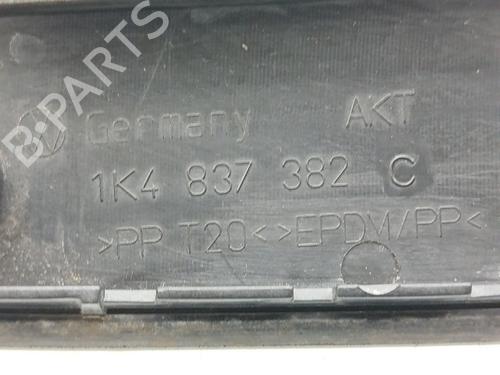 B-PARTS
Germany AKT
1K4 837 382 C
>PP T20<>EPDM/PP<